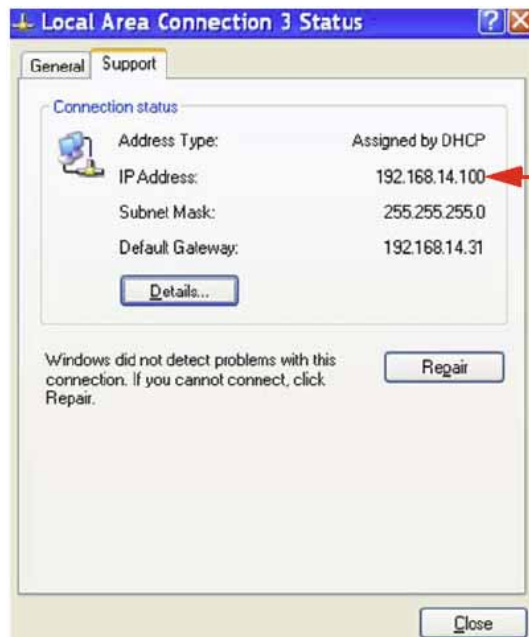 Local Area Connection 3 Status
General
Support
Connection status
Address Type: Assigned by DHCP
IP Address: 192.168.14.100
Subnet Mask: 255.255.255.0
Default Gateway: 192.168.14.31
Details...
Windows did not detect problems with this
connection. If you cannot connect, click
Repair.
Repair
Close